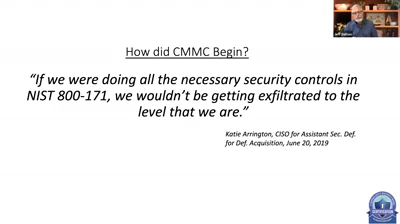 How did CMMC Begin?
“If we were doing all the necessary security controls in
NIST 800-171, we wouldn’t be getting exfiltrated to the
level that we are.”
Katie Arrington, CISO for Assistant Sec. Def.
for Def. Acquisition, June 20, 2019